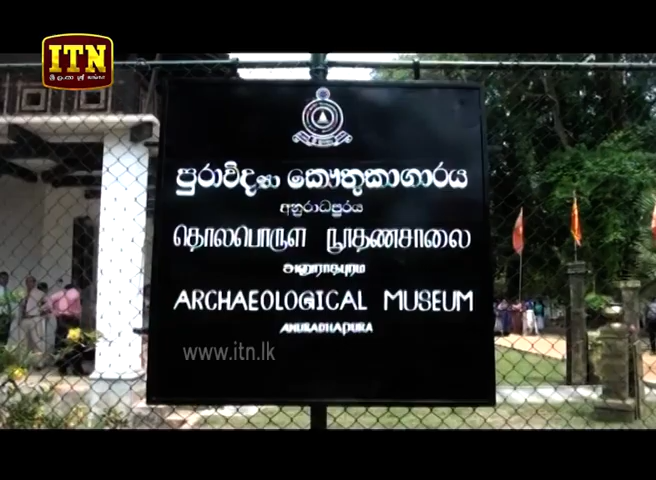 ITN
පුරාවිද්‍යා කෞතුකාගාරය
අනුරාධපුරය
தொல்பொருள் நூதனசாலை
அனுராதபுரம்
ARCHAEOLOGICAL MUSEUM
ANURADHAPURA
www.itn.lk